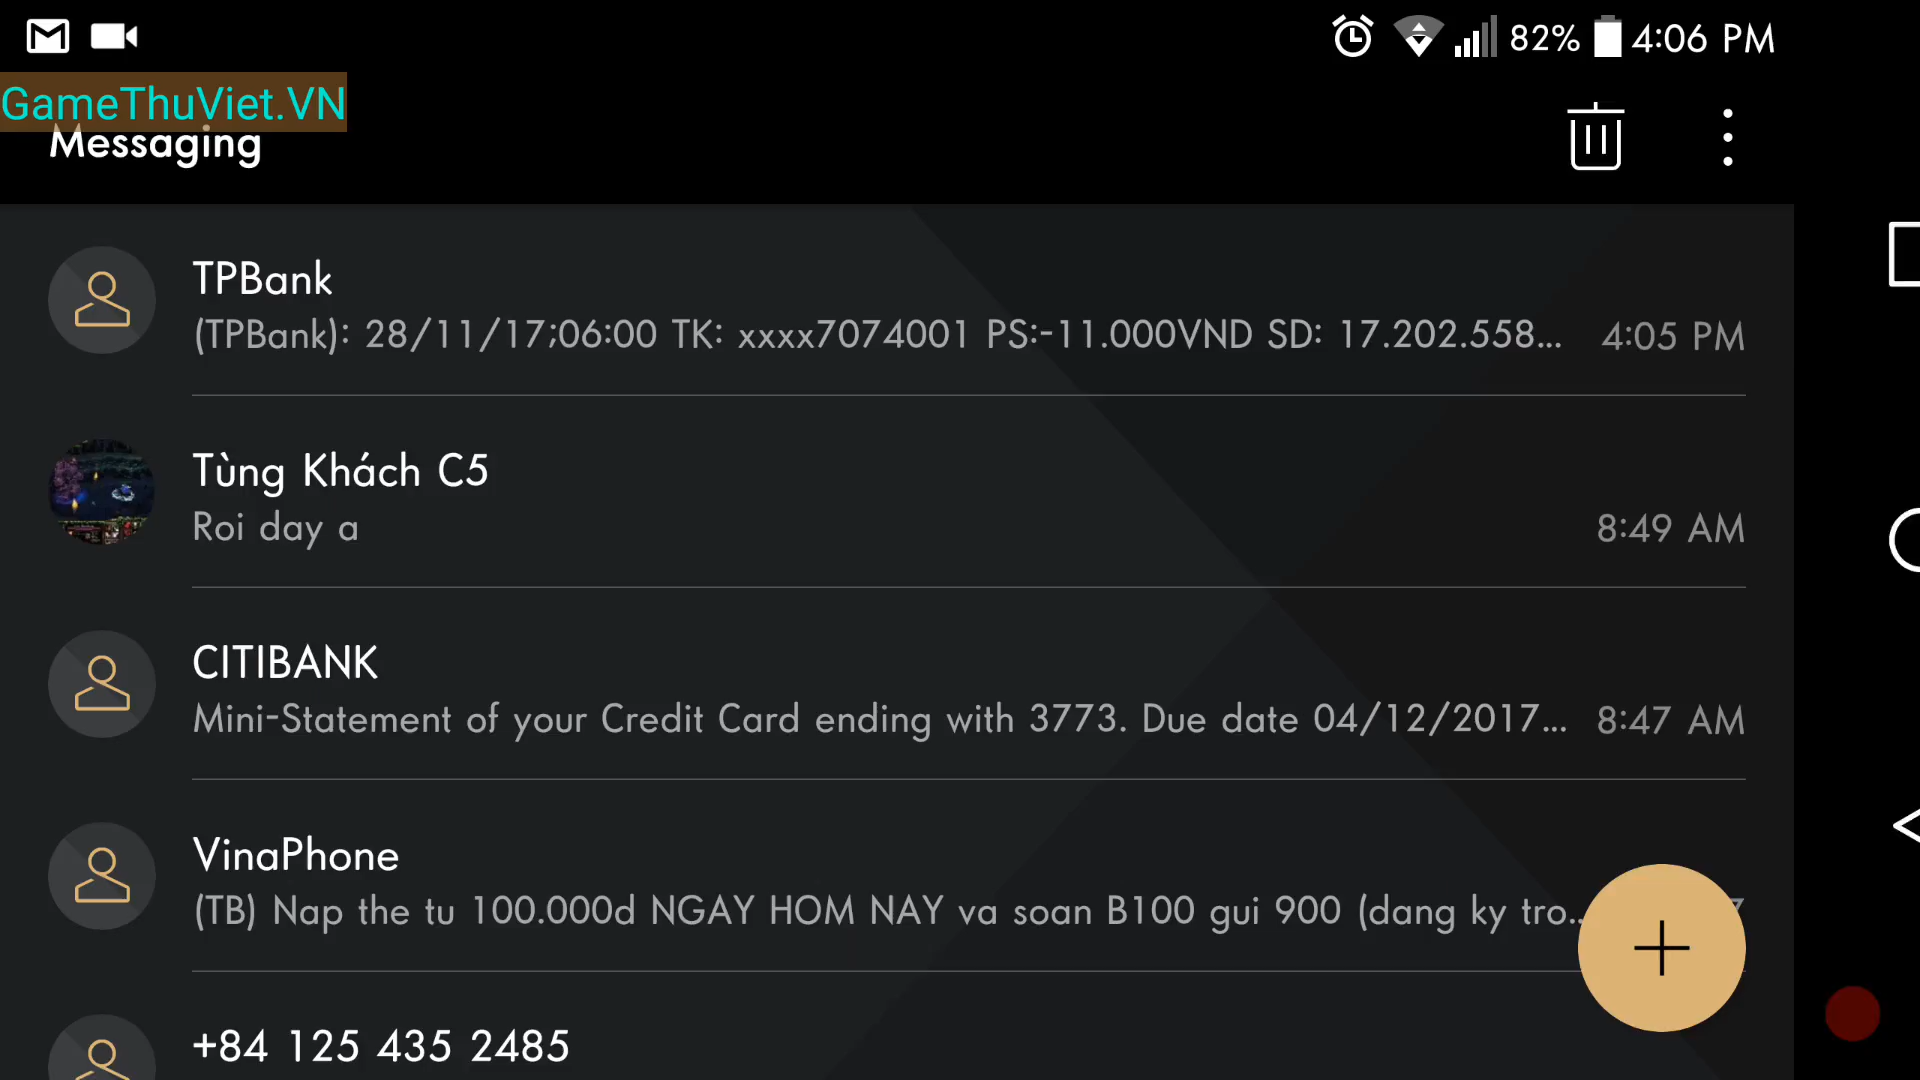 82% 4:06 PM
GameThuViet.VN
Messaging
TPBank
(TPBank): 28/11/17;06:00 TK: xxxx7074001 PS:-11.000VND SD: 17.202.558... 4:05 PM
Tùng Khách C5
Roi day a 8:49 AM
CITIBANK
Mini-Statement of your Credit Card ending with 3773. Due date 04/12/2017... 8:47 AM
VinaPhone
(TB) Nap the tu 100.000d NGAY HOM NAY va soan B100 gui 900 (dang ky tro...
+84 125 435 2485